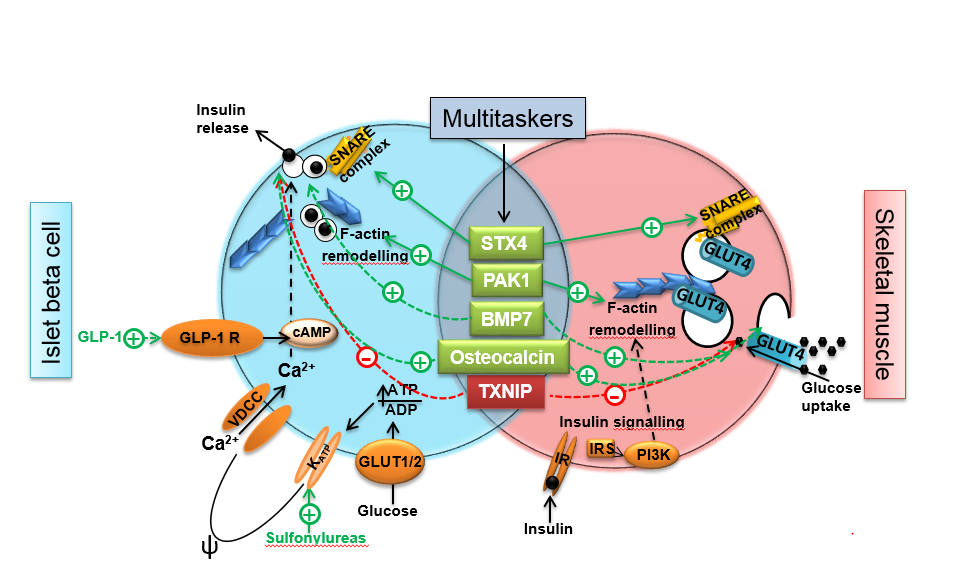 Multitaskers
Insulin
release
SNARE
complex
F-actin
remodelling
Islet beta cell
GLP-1
GLP-1 R
cAMP
Ca²⁺
VDCC
Ca²⁺
ATP
ADP
K_ATP
GLUT1/2
Glucose
Sulfonylureas
ψ
STX4
PAK1
BMP7
Osteocalcin
TXNIP
SNARE
complex
GLUT4
F-actin
remodelling
GLUT4
GLUT4
Glucose
uptake
Skeletal muscle
Insulin signalling
IR
IRS
PI3K
Insulin